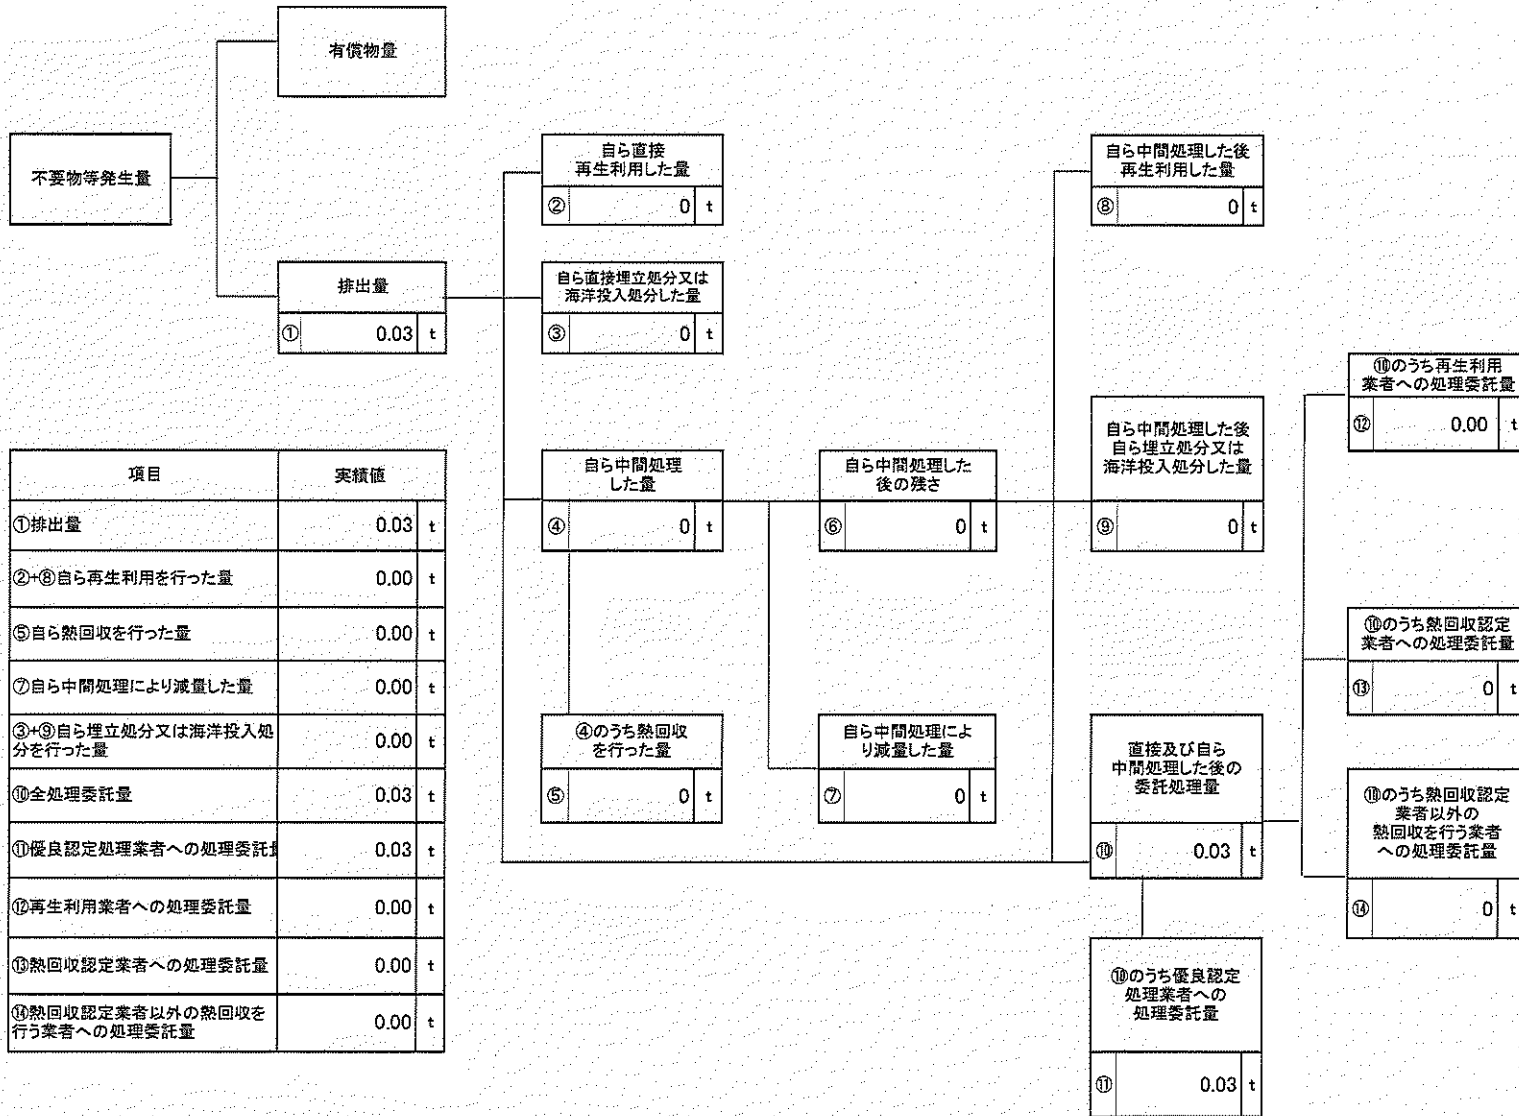 有償物量
不要物等発生量
排出量
① 0.03 t
自ら直接
再生利用した量
② 0 t
自ら直接埋立処分又は
海洋投入処分した量
③ 0 t
自ら中間処理
した量
④ 0 t
④のうち熱回収
を行った量
⑤ 0 t
自ら中間処理した
後の残さ
⑥ 0 t
自ら中間処理によ
り減量した量
⑦ 0 t
自ら中間処理した後
再生利用した量
⑧ 0 t
自ら中間処理した後
自ら埋立処分又は
海洋投入処分した量
⑨ 0 t
直接及び自ら
中間処理した後の
委託処理量
⑩ 0.03 t
⑩のうち優良認定
処理業者への
処理委託量
⑪ 0.03 t
⑩のうち再生利用
業者への処理委託量
⑫ 0.00 t
⑩のうち熱回収認定
業者への処理委託量
⑬ 0 t
⑩のうち熱回収認定
業者以外の
熱回収を行う業者
への処理委託量
⑭ 0 t
項目 実績値
①排出量 0.03 t
②+⑧自ら再生利用を行った量 0.00 t
⑤自ら熱回収を行った量 0.00 t
⑦自ら中間処理により減量した量 0.00 t
③+⑨自ら埋立処分又は海洋投入処
分を行った量 0.00 t
⑩全処理委託量 0.03 t
⑪優良認定処理業者への処理委託 0.03 t
⑫再生利用業者への処理委託量 0.00 t
⑬熱回収認定業者への処理委託量 0.00 t
⑭熱回収認定業者以外の熱回収を
行う業者への処理委託量 0.00 t